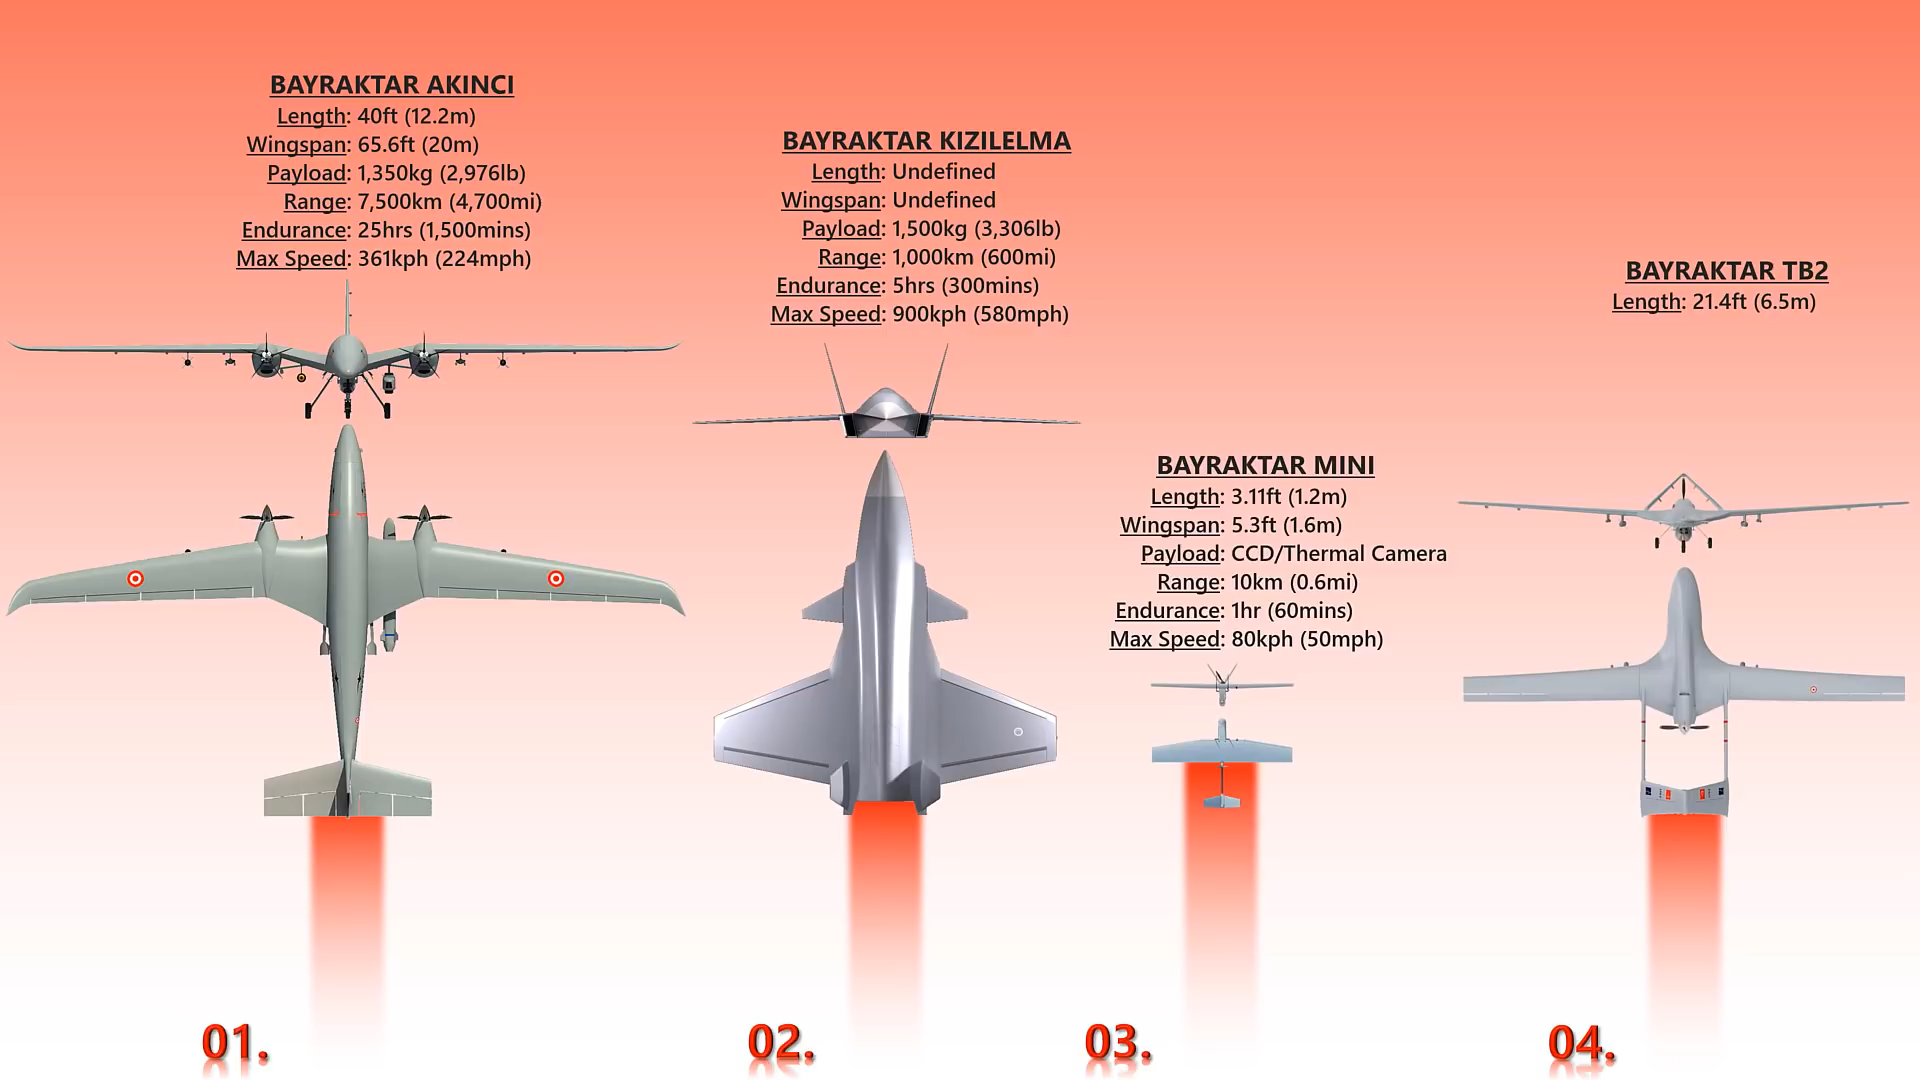 BAYRAKTAR AKINCI
Length: 40ft (12.2m)
Wingspan: 65.6ft (20m)
Payload: 1,350kg (2,976lb)
Range: 7,500km (4,700mi)
Endurance: 25hrs (1,500mins)
Max Speed: 361kph (224mph)
BAYRAKTAR KIZILELMA
Length: Undefined
Wingspan: Undefined
Payload: 1,500kg (3,306lb)
Range: 1,000km (600mi)
Endurance: 5hrs (300mins)
Max Speed: 900kph (580mph)
BAYRAKTAR MINI
Length: 3.11ft (1.2m)
Wingspan: 5.3ft (1.6m)
Payload: CCD/Thermal Camera
Range: 10km (0.6mi)
Endurance: 1hr (60mins)
Max Speed: 80kph (50mph)
BAYRAKTAR TB2
Length: 21.4ft (6.5m)
01.
02.
03.
04.